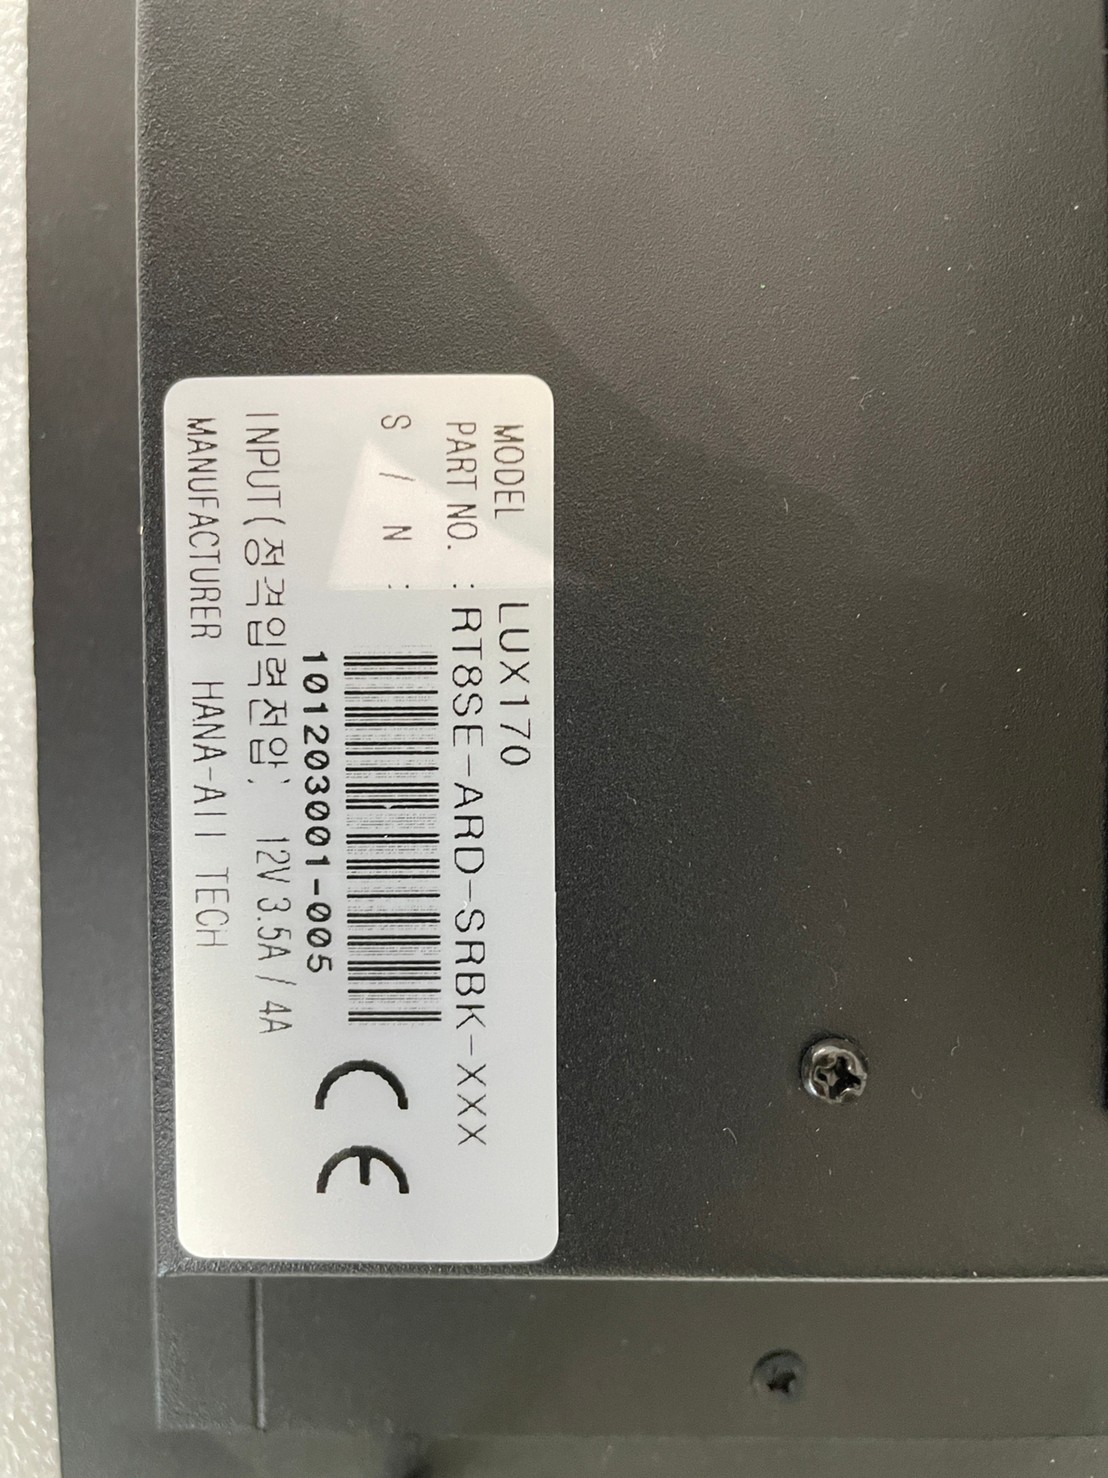 MODEL LUX170
PART NO. : RT8SE-ARD-SRBK-XXX
S / N :
101203001-005
INPUT(정격입력전압, 12V 3.5A / 4A
MANUFACTURER HANA-All TECH
CE